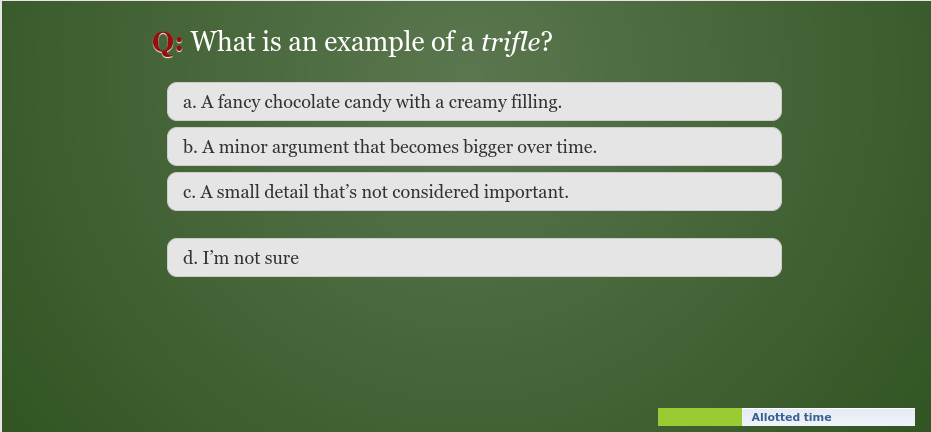 Q: What is an example of a trifle?
a. A fancy chocolate candy with a creamy filling.
b. A minor argument that becomes bigger over time.
c. A small detail that’s not considered important.
d. I’m not sure
Allotted time